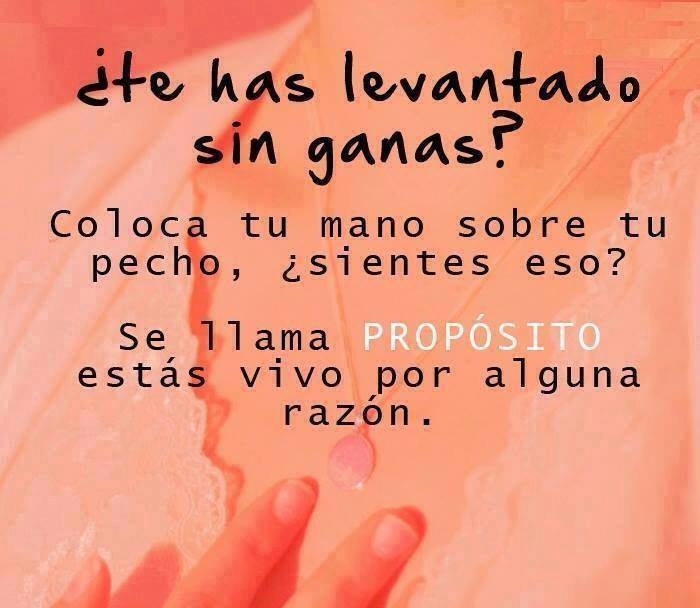 ¿te has levantado
sin ganas?
Coloca tu mano sobre tu
pecho, ¿sientes eso?
Se llama PROPÓSITO
estás vivo por alguna
razón.